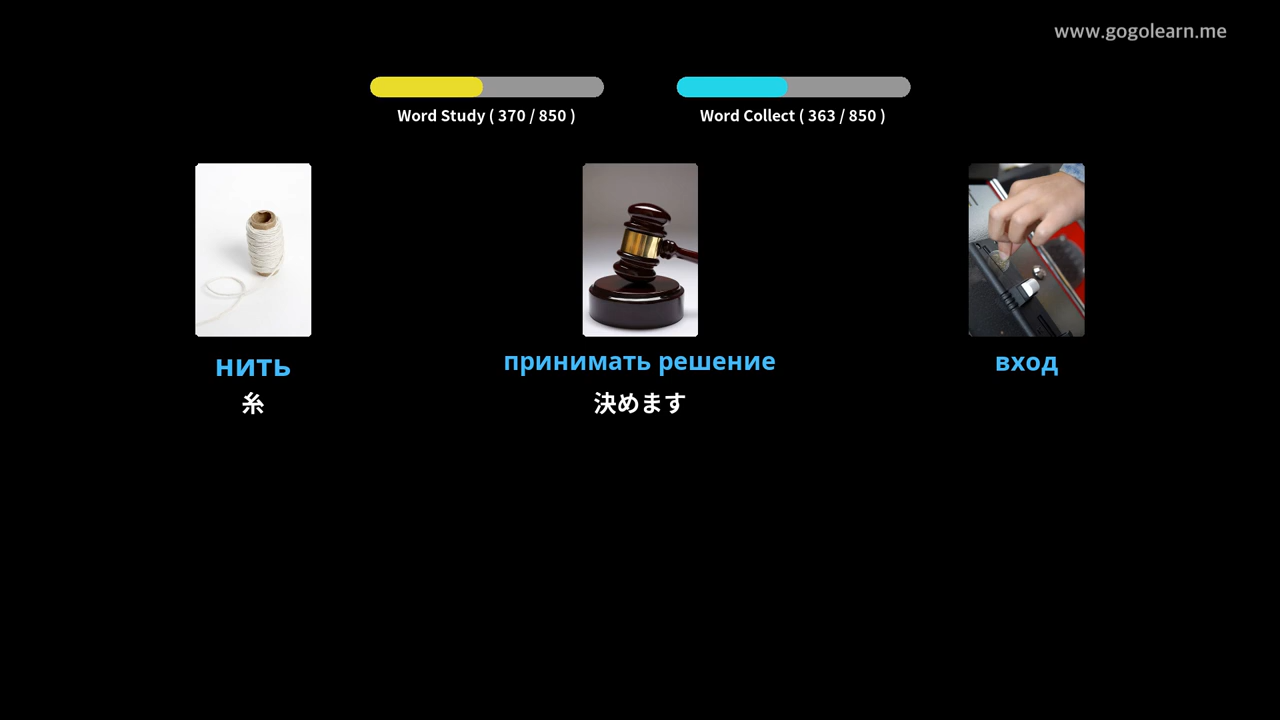 www.gogolearn.me
Word Study ( 370 / 850 )
Word Collect ( 363 / 850 )
нить
принимать решение
вход
糸
決めます